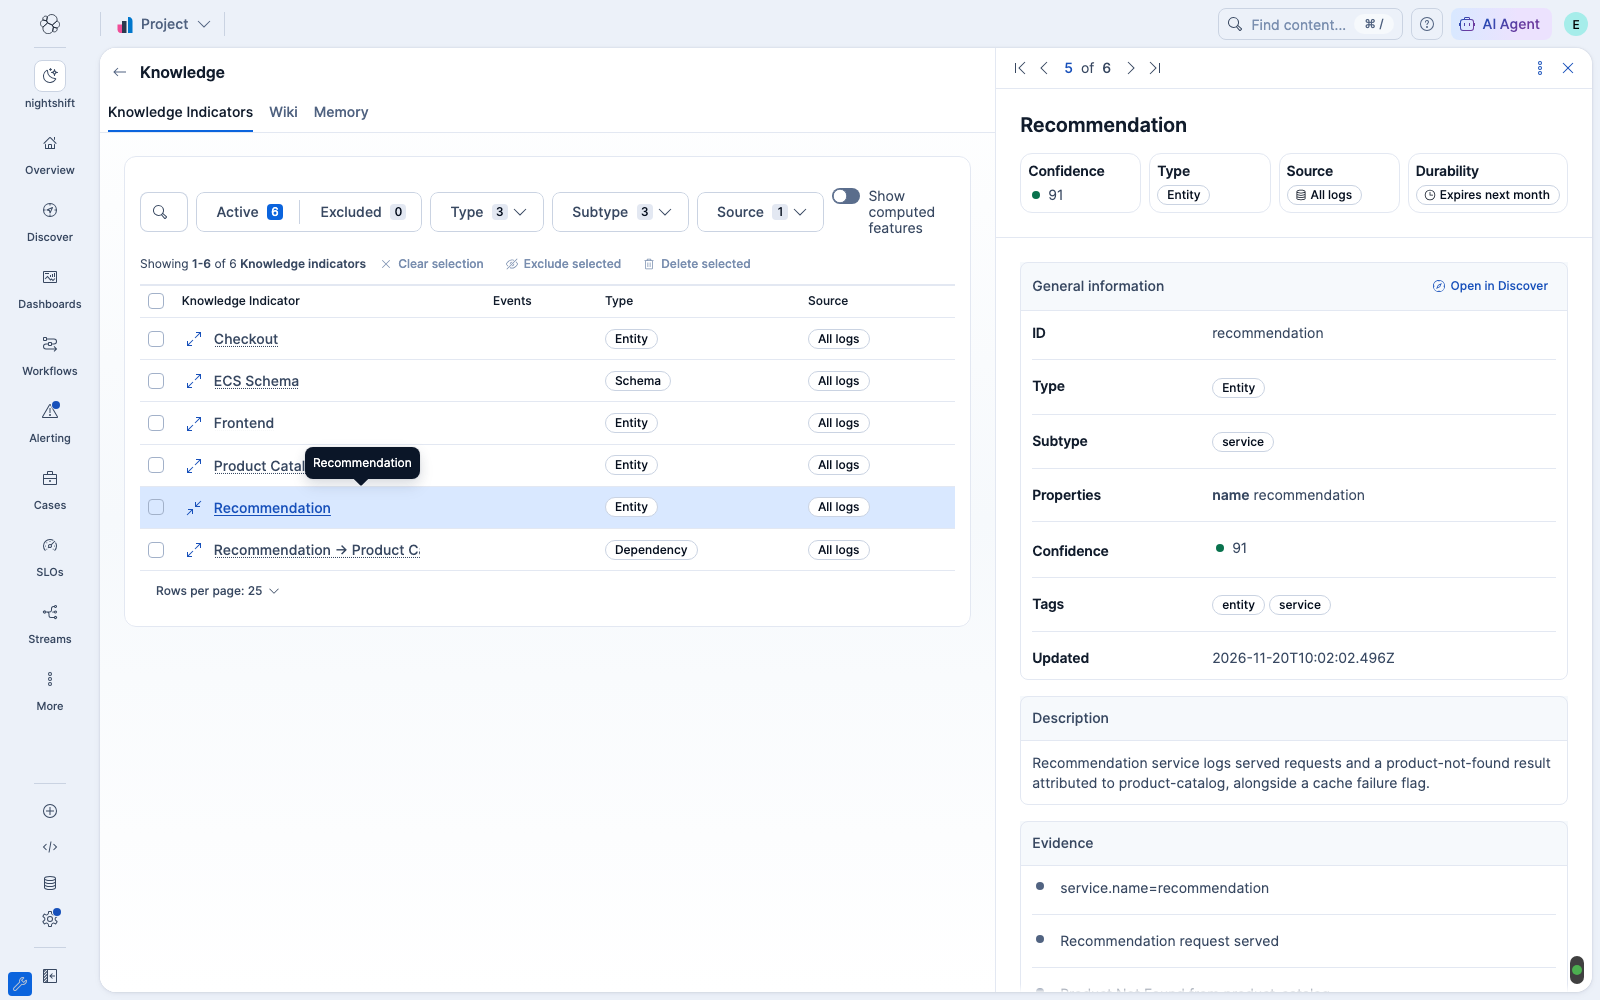 Project
Find content...
⌘ /
AI Agent
E
nightshift
Overview
Discover
Dashboards
Workflows
Alerting
Cases
SLOs
Streams
More
Knowledge
Knowledge Indicators
Wiki
Memory
Active 6
Excluded 0
Type 3
Subtype 3
Source 1
Show computed features
Showing 1-6 of 6 Knowledge indicators
Clear selection
Exclude selected
Delete selected
Knowledge Indicator Events Type Source
Checkout Entity All logs
ECS Schema Schema All logs
Frontend Entity All logs
Product Catal Entity All logs
Recommendation
Recommendation Entity All logs
Recommendation → Product C Dependency All logs
Rows per page: 25
5 of 6
Recommendation
Confidence
91
Type
Entity
Source
All logs
Durability
Expires next month
General information
Open in Discover
ID recommendation
Type Entity
Subtype service
Properties name recommendation
Confidence 91
Tags entity service
Updated 2026-11-20T10:02:02.496Z
Description
Recommendation service logs served requests and a product-not-found result
attributed to product-catalog, alongside a cache failure flag.
Evidence
service.name=recommendation
Recommendation request served
Product Not Found from product-catalog